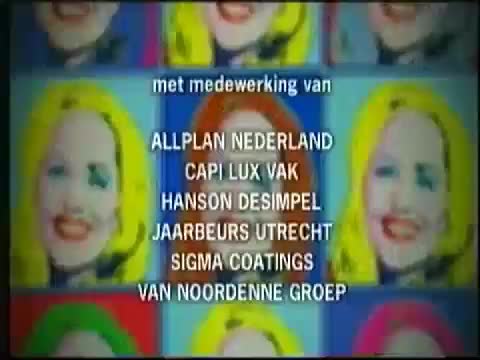 met medewerking van
ALLPLAN NEDERLAND
CAPI LUX VAK
HANSON DESIMPEL
JAARBEURS UTRECHT
SIGMA COATINGS
VAN NOORDENNE GROEP